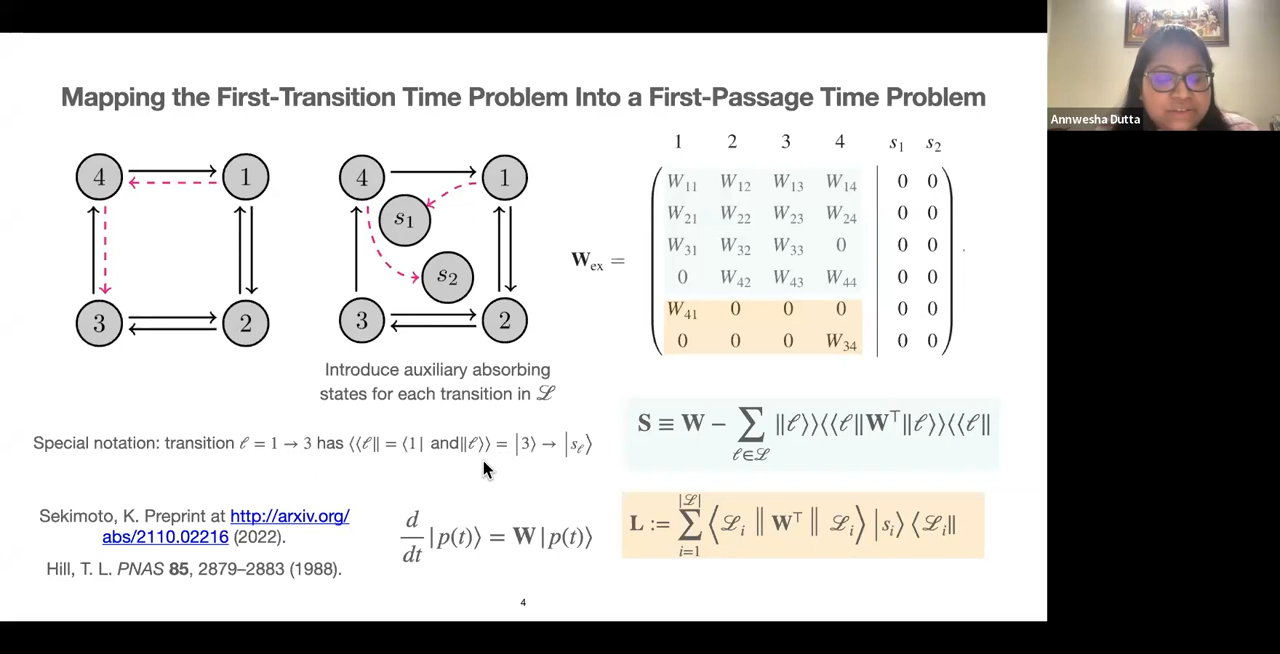 Mapping the First-Transition Time Problem Into a First-Passage Time Problem
Annwesha Dutta
4 1
3 2
4 1
s₁
s₂
3 2
Introduce auxiliary absorbing
states for each transition in ℒ
1 2 3 4 s₁ s₂
W₁₁ W₁₂ W₁₃ W₁₄ 0 0
W₂₁ W₂₂ W₂₃ W₂₄ 0 0
W₃₁ W₃₂ W₃₃ 0 0 0
W_ex =
0 W₄₂ W₄₃ W₄₄ 0 0
W₄₁ 0 0 0 0 0
0 0 0 W₃₄ 0 0
.
S ≡ W − ∑ ||ℓ⟩⟩⟨⟨ℓ||W^⊤||ℓ⟩⟩⟨⟨ℓ||
ℓ∈ℒ
Special notation: transition ℓ = 1 → 3 has ⟨⟨ℓ|| = ⟨1| and||ℓ⟩⟩ = |3⟩ → |s_ℓ⟩
Sekimoto, K. Preprint at http://arxiv.org/
abs/2110.02216 (2022).
Hill, T. L. PNAS 85, 2879–2883 (1988).
d/dt |p(t)⟩ = W|p(t)⟩
|ℒ|
L := ∑ ⟨ℒᵢ || W^⊤ || ℒᵢ⟩ |sᵢ⟩ ⟨ℒᵢ||
i=1
4